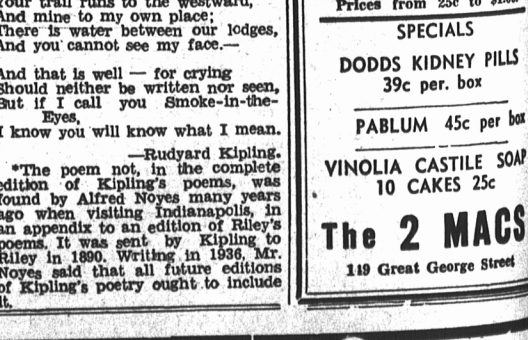 Your trail runs to the westward,
And mine to my own place;
There is water between our lodges,
And you cannot see my face.—
And that is well — for crying
Should neither be written nor seen,
But if I call you Smoke-in-the-
Eyes,
I know you will know what I mean.
—Rudyard Kipling.
*The poem not, in the complete
edition of Kipling's poems, was
found by Alfred Noyes many years
ago when visiting Indianapolis, in
an appendix to an edition of Riley's
poems. It was sent by Kipling to
Riley in 1890. Writing in 1936, Mr.
Noyes said that all future editions
of Kipling's poetry ought to include
it.
Prices from 25c to
SPECIALS
DODDS KIDNEY PILLS
39c per. box
PABLUM 45c per box
VINOLIA CASTILE SOAP
10 CAKES 25c
The 2 MACS
119 Great George Street